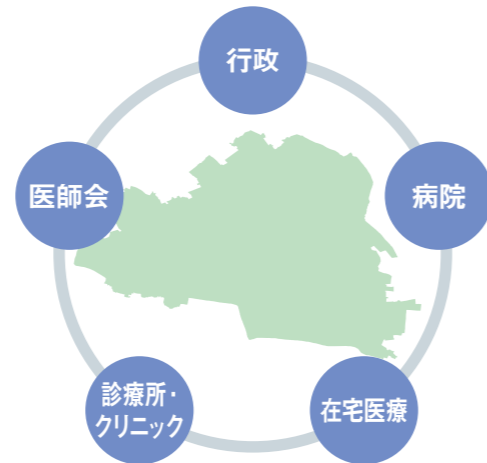 行政
医師会
病院
診療所・
クリニック
在宅医療